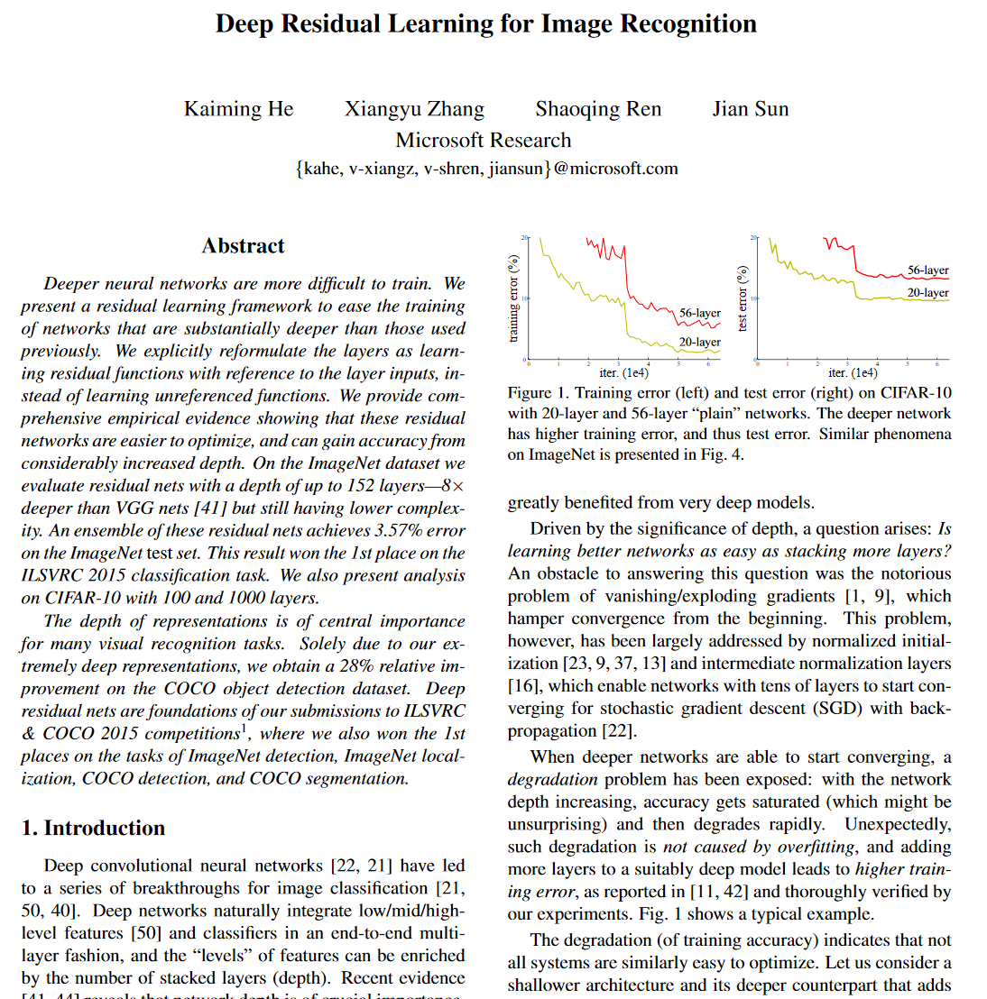 Deep Residual Learning for Image Recognition
Kaiming He Xiangyu Zhang Shaoqing Ren Jian Sun
Microsoft Research
{kahe, v-xiangz, v-shren, jiansun}@microsoft.com
Abstract
Deeper neural networks are more difficult to train. We
present a residual learning framework to ease the training
of networks that are substantially deeper than those used
previously. We explicitly reformulate the layers as learn-
ing residual functions with reference to the layer inputs, in-
stead of learning unreferenced functions. We provide com-
prehensive empirical evidence showing that these residual
networks are easier to optimize, and can gain accuracy from
considerably increased depth. On the ImageNet dataset we
evaluate residual nets with a depth of up to 152 layers—8×
deeper than VGG nets [41] but still having lower complex-
ity. An ensemble of these residual nets achieves 3.57% error
on the ImageNet test set. This result won the 1st place on the
ILSVRC 2015 classification task. We also present analysis
on CIFAR-10 with 100 and 1000 layers.
The depth of representations is of central importance
for many visual recognition tasks. Solely due to our ex-
tremely deep representations, we obtain a 28% relative im-
provement on the COCO object detection dataset. Deep
residual nets are foundations of our submissions to ILSVRC
& COCO 2015 competitions1, where we also won the 1st
places on the tasks of ImageNet detection, ImageNet local-
ization, COCO detection, and COCO segmentation.
1. Introduction
Deep convolutional neural networks [22, 21] have led
to a series of breakthroughs for image classification [21,
50, 40]. Deep networks naturally integrate low/mid/high-
level features [50] and classifiers in an end-to-end multi-
layer fashion, and the “levels” of features can be enriched
by the number of stacked layers (depth). Recent evidence
[41, 44] reveals that network depth is of crucial importance,
training error (%)
20
10
0
56-layer
20-layer
0 1 2 3 4 5 6
iter. (1e4)
test error (%)
20
10
0
56-layer
20-layer
0 1 2 3 4 5 6
iter. (1e4)
Figure 1. Training error (left) and test error (right) on CIFAR-10
with 20-layer and 56-layer “plain” networks. The deeper network
has higher training error, and thus test error. Similar phenomena
on ImageNet is presented in Fig. 4.
greatly benefited from very deep models.
Driven by the significance of depth, a question arises: Is
learning better networks as easy as stacking more layers?
An obstacle to answering this question was the notorious
problem of vanishing/exploding gradients [1, 9], which
hamper convergence from the beginning. This problem,
however, has been largely addressed by normalized initial-
ization [23, 9, 37, 13] and intermediate normalization layers
[16], which enable networks with tens of layers to start con-
verging for stochastic gradient descent (SGD) with back-
propagation [22].
When deeper networks are able to start converging, a
degradation problem has been exposed: with the network
depth increasing, accuracy gets saturated (which might be
unsurprising) and then degrades rapidly. Unexpectedly,
such degradation is not caused by overfitting, and adding
more layers to a suitably deep model leads to higher train-
ing error, as reported in [11, 42] and thoroughly verified by
our experiments. Fig. 1 shows a typical example.
The degradation (of training accuracy) indicates that not
all systems are similarly easy to optimize. Let us consider a
shallower architecture and its deeper counterpart that adds